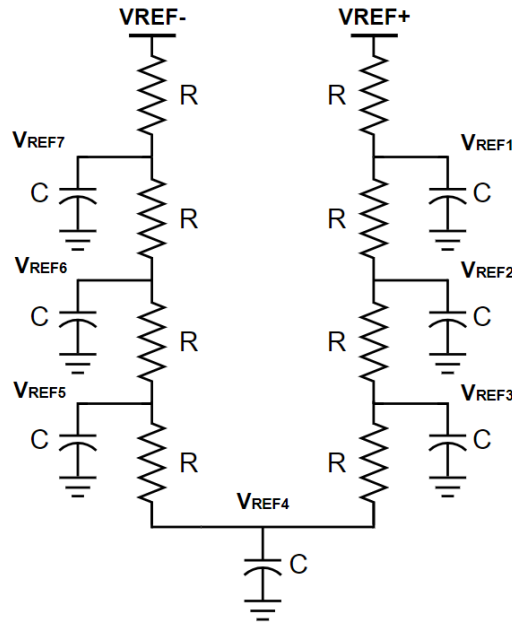 VREF- VREF+
R R
VREF7 VREF1
C R R C
VREF6 VREF2
C R R C
VREF5 VREF3
C R R C
VREF4
C